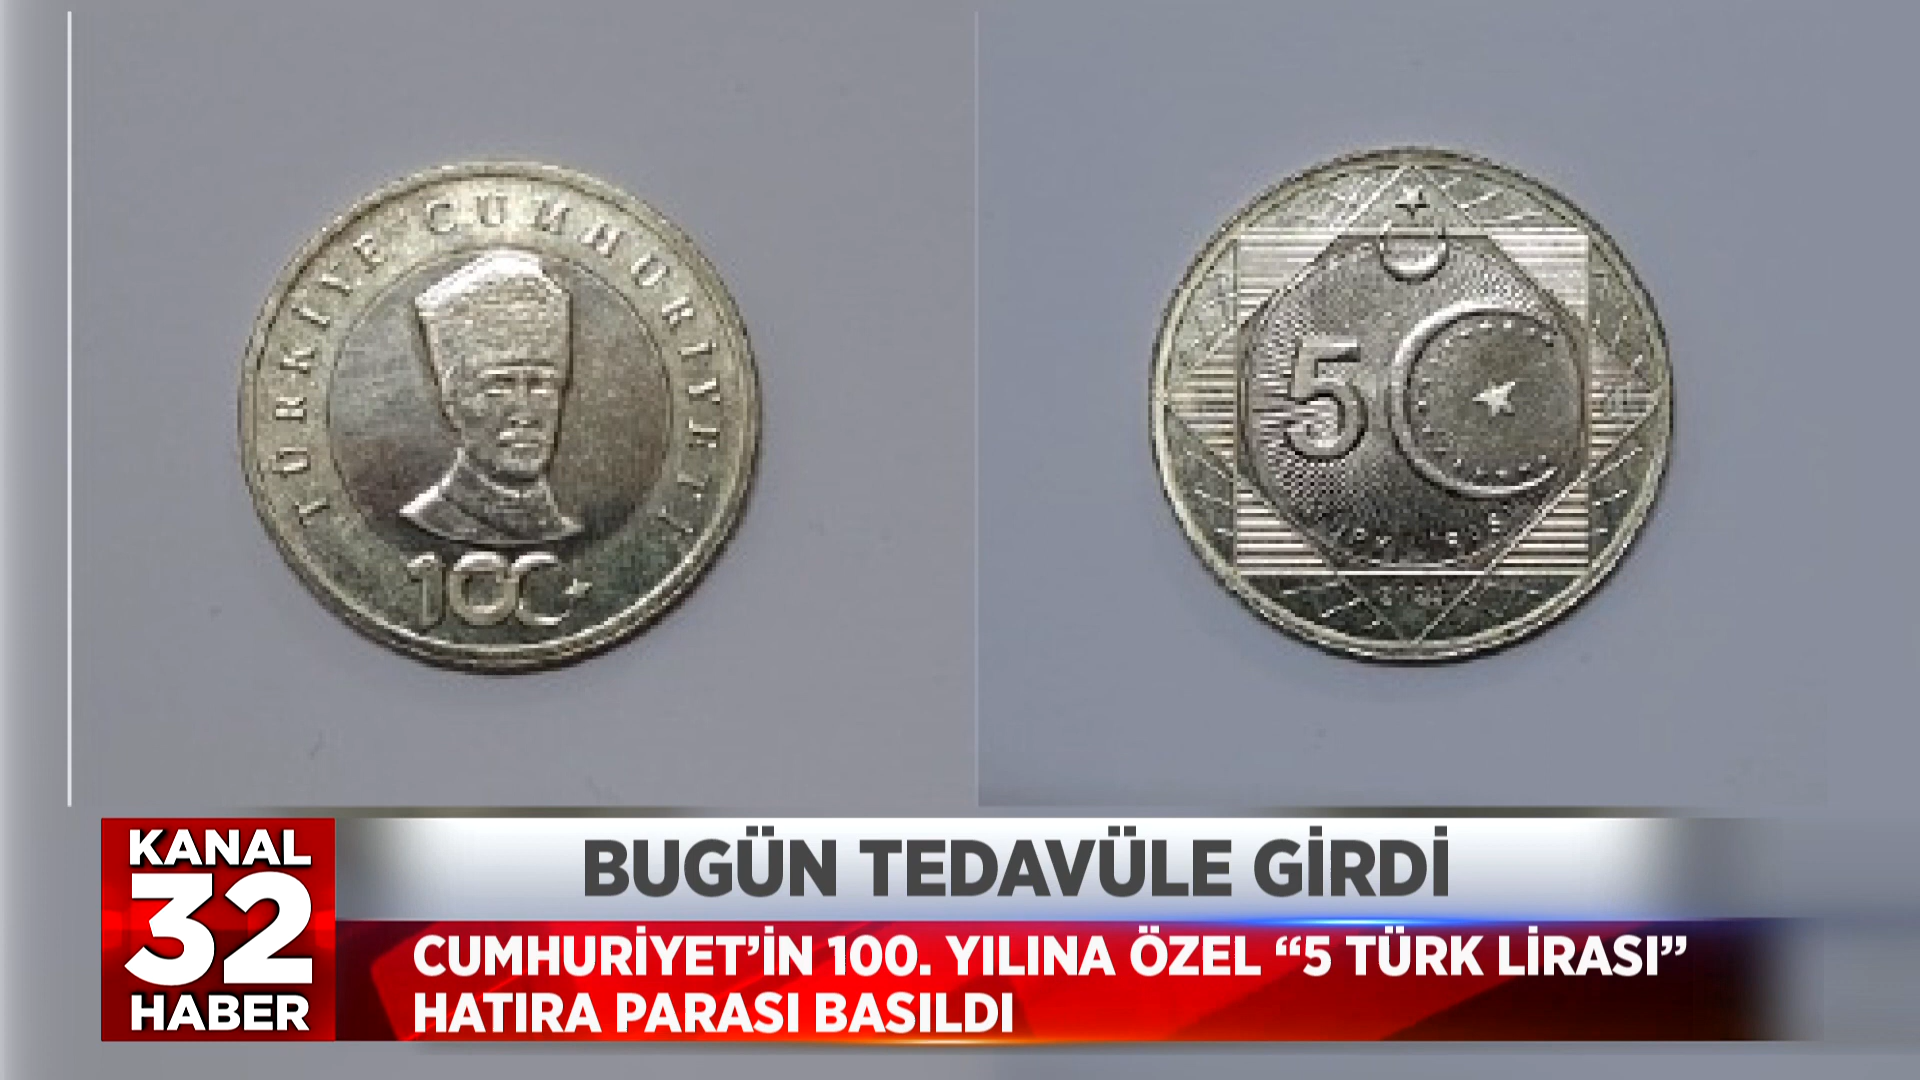 TÜRKİYE CUMHURİYETİ
100
5
KANAL
32
HABER
BUGÜN TEDAVÜLE GİRDİ
CUMHURİYET’İN 100. YILINA ÖZEL “5 TÜRK LİRASI”
HATIRA PARASI BASILDI